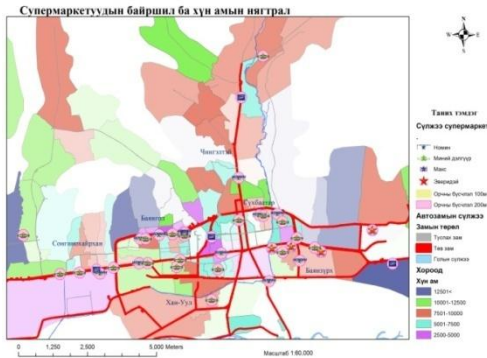 Супермаркетуудын байршил ба хүн амын нягтрал
N
W
E
S
Таних тэмдэг
Сүлжээ супермаркет
Номин
Миний дэлгүүр
Макс
Эвэридэй
Орчны бүсчлэл 100м
Орчны бүсчлэл 200м
Автозамын сүлжээ
Замын төрөл
Туслах зам
Төв зам
Голын сүлжээ
Хороод
Хүн ам
12501+
10001-12500
7501-10000
5001-7500
2500-5000
Чингэлтэй
Сүхбаатар
Баянгол
Сонгинохайрхан
Баянзүрх
Хан-Уул
0 1,250 2,500 5,000 Meters
Масштаб 1:60,000